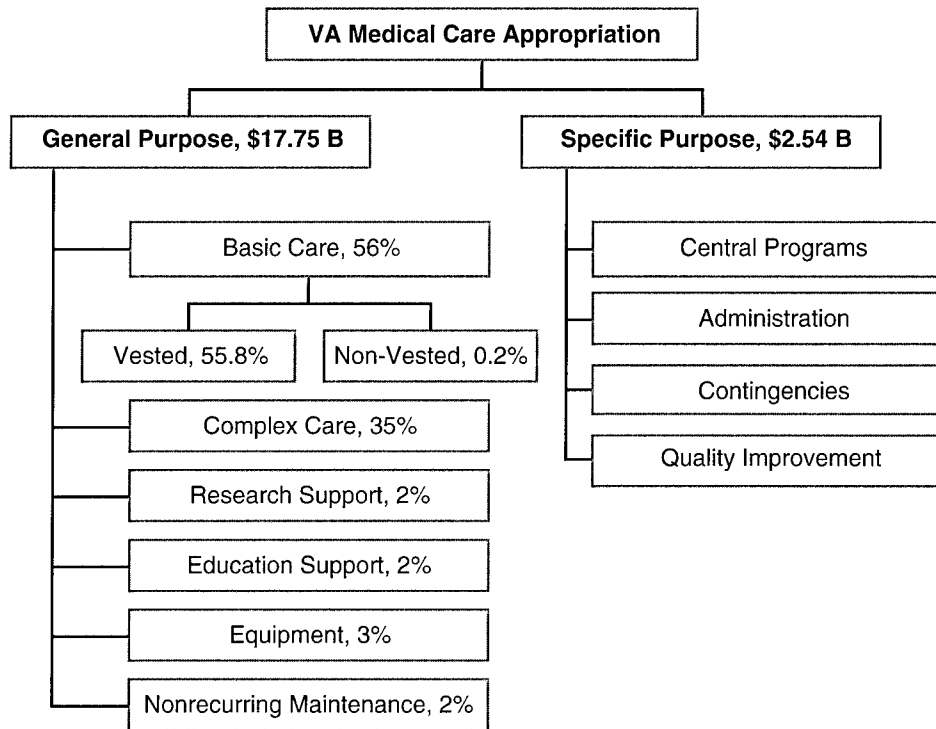 VA Medical Care Appropriation
General Purpose, $17.75 B
Specific Purpose, $2.54 B
Basic Care, 56%
Vested, 55.8%
Non-Vested, 0.2%
Complex Care, 35%
Research Support, 2%
Education Support, 2%
Equipment, 3%
Nonrecurring Maintenance, 2%
Central Programs
Administration
Contingencies
Quality Improvement